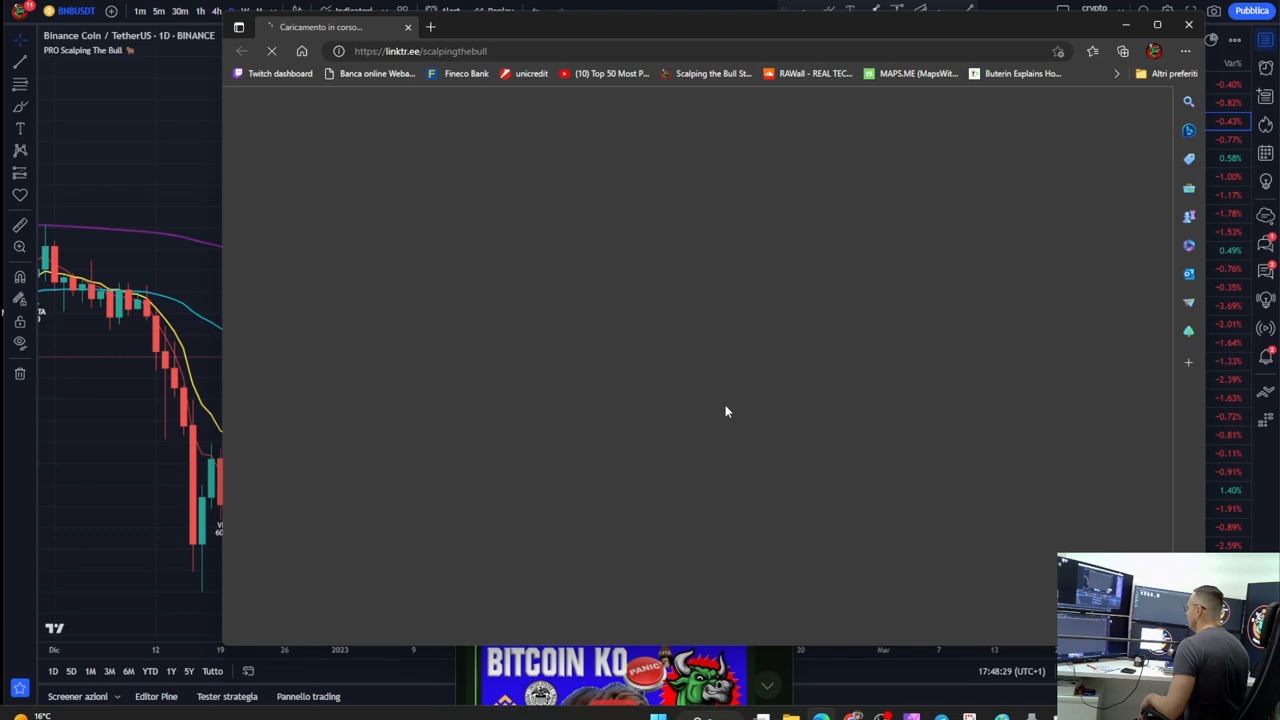 11
BNBUSDT
1m 5m 30m 1h
Caricamento in corso...
crypto
Pubblica
Binance Coin / TetherUS · 1D · BINANCE
PRO Scalping The Bull
https://linktr.ee/scalpingthebull
Twitch dashboard
Banca online Weba...
Fineco Bank
unicredit
(10) Top 50 Most P...
Scalping the Bull St...
RAWall - REAL TEC...
MAPS.ME (MapsWit...
Buterin Explains Ho...
Altri preferiti
Var%
-0.40%
-0.82%
-0.43%
-0.77%
0.58%
-1.00%
-1.17%
-1.78%
-1.53%
0.49%
-0.76%
-0.35%
-3.69%
-2.01%
-1.64%
-1.33%
-2.39%
-1.63%
-0.72%
-0.81%
-0.11%
-0.91%
1.40%
-1.91%
-0.89%
-2.59%
Dic 12 19 26 2023 9 20 Mar 7 13
1D 5D 1M 3M 6M YTD 1Y 5Y Tutto
17:48:29 (UTC+1)
BITCOIN KO
PANIC
Screener azioni
Editor Pine
Tester strategia
Pannello trading
16°C